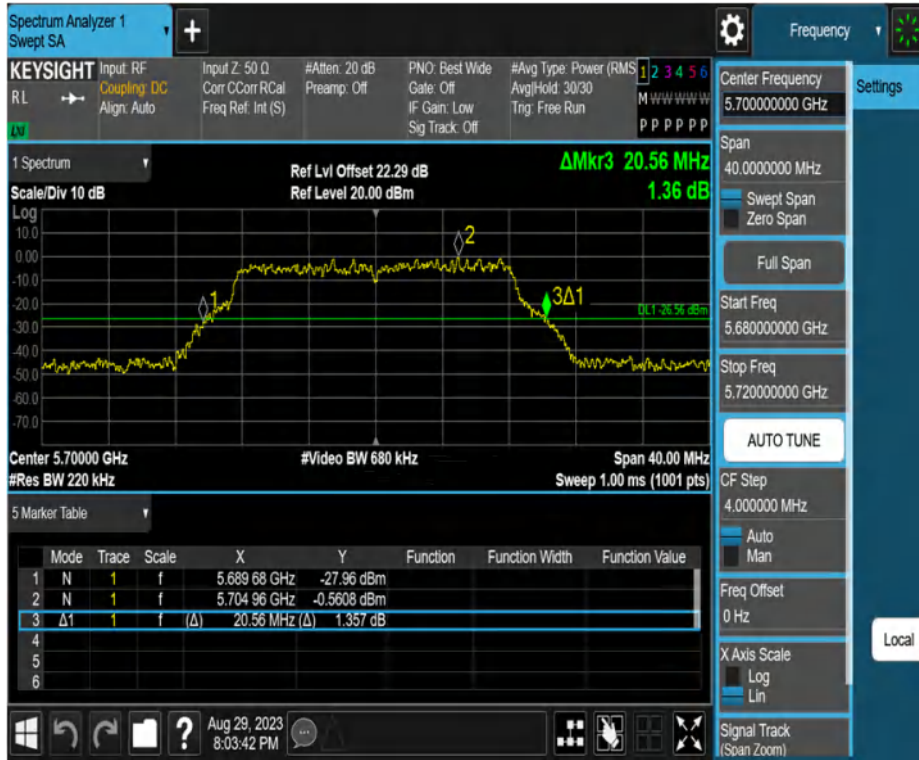 Spectrum Analyzer 1
Swept SA
Frequency
KEYSIGHT
RL
LXI
Input: RF
Coupling: DC
Align: Auto
Input Z: 50 Ω
Corr CCorr RCal
Freq Ref: Int (S)
#Atten: 20 dB
Preamp: Off
PNO: Best Wide
Gate: Off
IF Gain: Low
Sig Track: Off
#Avg Type: Power (RMS
Avg|Hold: 30/30
Trig: Free Run
1 2 3 4 5 6
M W W W W W
P P P P P P
Center Frequency
5.700000000 GHz
Settings
Span
40.0000000 MHz
Swept Span
Zero Span
Full Span
Start Freq
5.680000000 GHz
Stop Freq
5.720000000 GHz
AUTO TUNE
CF Step
4.000000 MHz
Auto
Man
Freq Offset
0 Hz
X Axis Scale
Log
Lin
Signal Track
(Span Zoom)
Local
1 Spectrum
Scale/Div 10 dB
Ref Lvl Offset 22.29 dB
Ref Level 20.00 dBm
ΔMkr3 20.56 MHz
1.36 dB
Log
10.0
0.00
-10.0
-20.0
-30.0
-40.0
-50.0
-60.0
-70.0
1
2
3Δ1
DL1 -26.56 dBm
Center 5.70000 GHz
#Video BW 680 kHz
Span 40.00 MHz
#Res BW 220 kHz
Sweep 1.00 ms (1001 pts)
5 Marker Table
Mode Trace Scale X Y Function Function Width Function Value
1 N 1 f 5.689 68 GHz -27.96 dBm
2 N 1 f 5.704 96 GHz -0.5608 dBm
3 Δ1 1 f (Δ) 20.56 MHz (Δ) 1.357 dB
4
5
6
?
Aug 29, 2023
8:03:42 PM